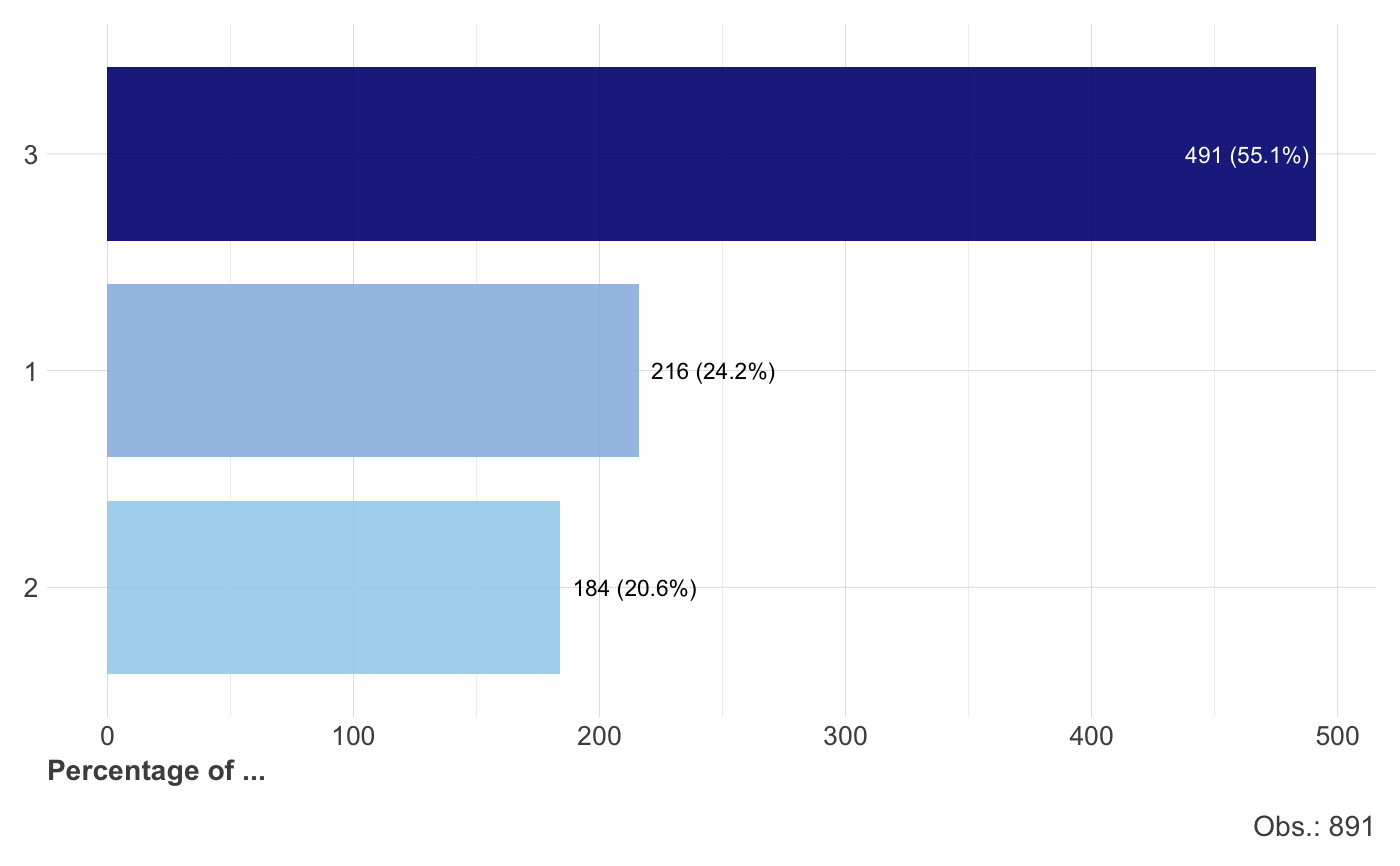 3
491 (55.1%)
1
216 (24.2%)
2
184 (20.6%)
0 100 200 300 400 500
Percentage of ...
Obs.: 891